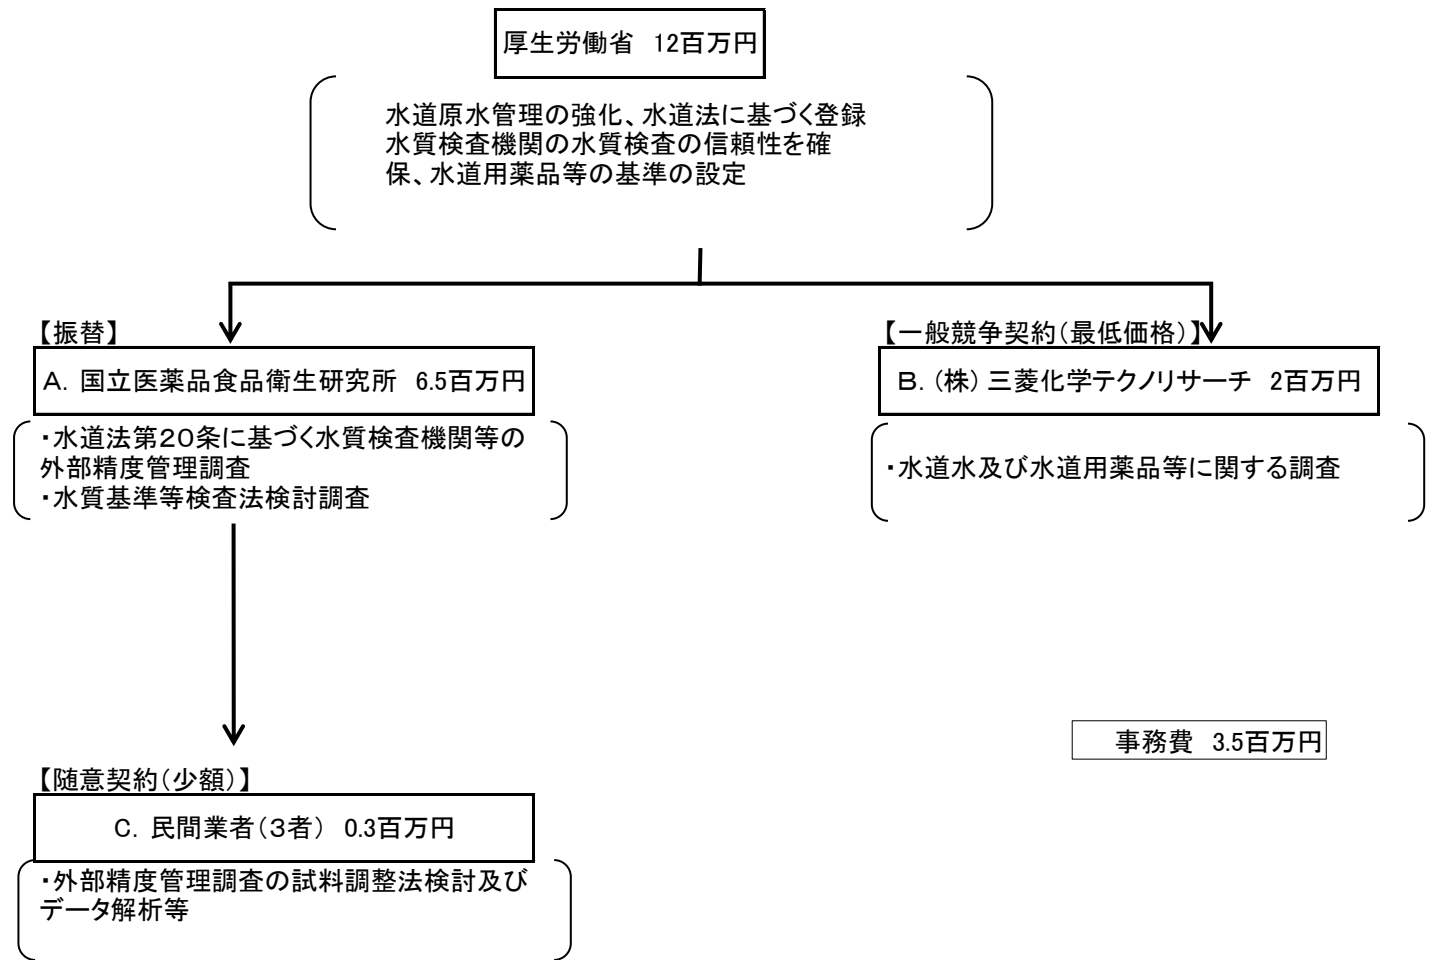 厚生労働省 12百万円
水道原水管理の強化、水道法に基づく登録
水質検査機関の水質検査の信頼性を確
保、水道用薬品等の基準の設定
【振替】
A. 国立医薬品食品衛生研究所 6.5百万円
・水道法第20条に基づく水質検査機関等の
外部精度管理調査
・水質基準等検査法検討調査
【一般競争契約(最低価格)】
B. (株)三菱化学テクノリサーチ 2百万円
・水道水及び水道用薬品等に関する調査
事務費 3.5百万円
【随意契約(少額)】
C. 民間業者(3者) 0.3百万円
・外部精度管理調査の試料調整法検討及び
データ解析等